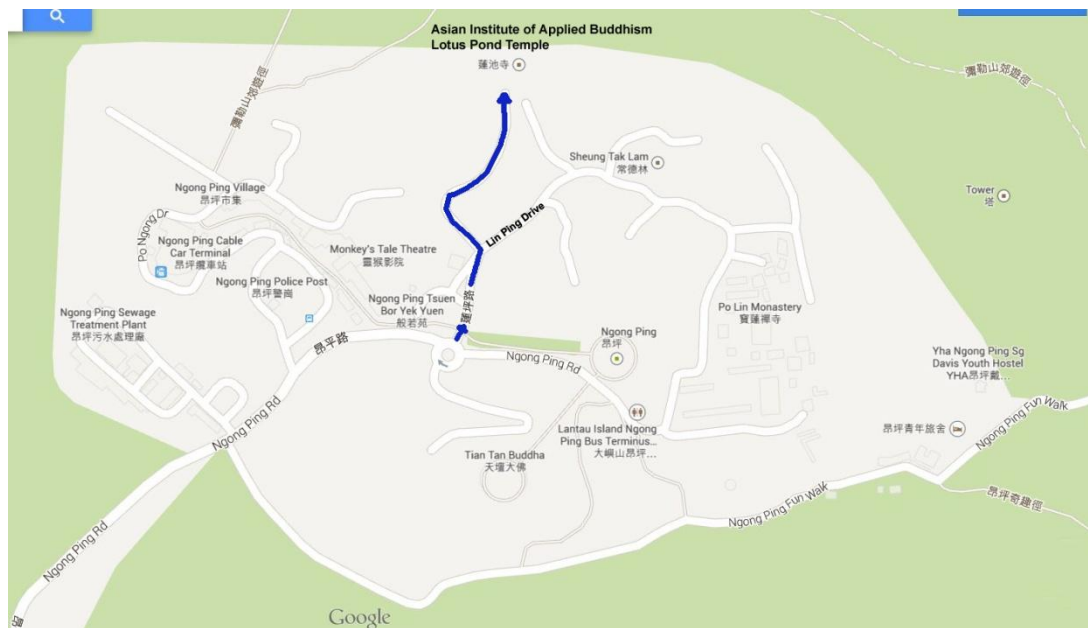 Asian Institute of Applied Buddhism
Lotus Pond Temple
蓮池寺
彌勒山郊遊徑
彌勒山郊遊徑
Sheung Tak Lam
常德林
Ngong Ping Village
昂坪市集
Tower
塔
Lin Ping Drive
Po Ngong Dr
Ngong Ping Cable
Car Terminal
昂坪纜車站
Monkey's Tale Theatre
靈猴影院
Ngong Ping Police Post
昂坪警崗
Ngong Ping Tsuen
Bor Yek Yuen
般若苑
蓮坪路
Po Lin Monastery
寶蓮禪寺
Ngong Ping Sewage
Treatment Plant
昂坪污水處理廠
昂平路
Ngong Ping
昂坪
Ngong Ping Rd
Yha Ngong Ping Sg
Davis Youth Hostel
YHA昂坪戴...
Ngong Ping Rd
Lantau Island Ngong
Ping Bus Terminus...
大嶼山昂坪...
昂坪青年旅舍
Ngong Ping Fun Walk
Tian Tan Buddha
天壇大佛
Ngong Ping Fun Walk
昂坪奇趣徑
Ngong Ping Rd
昂
Google